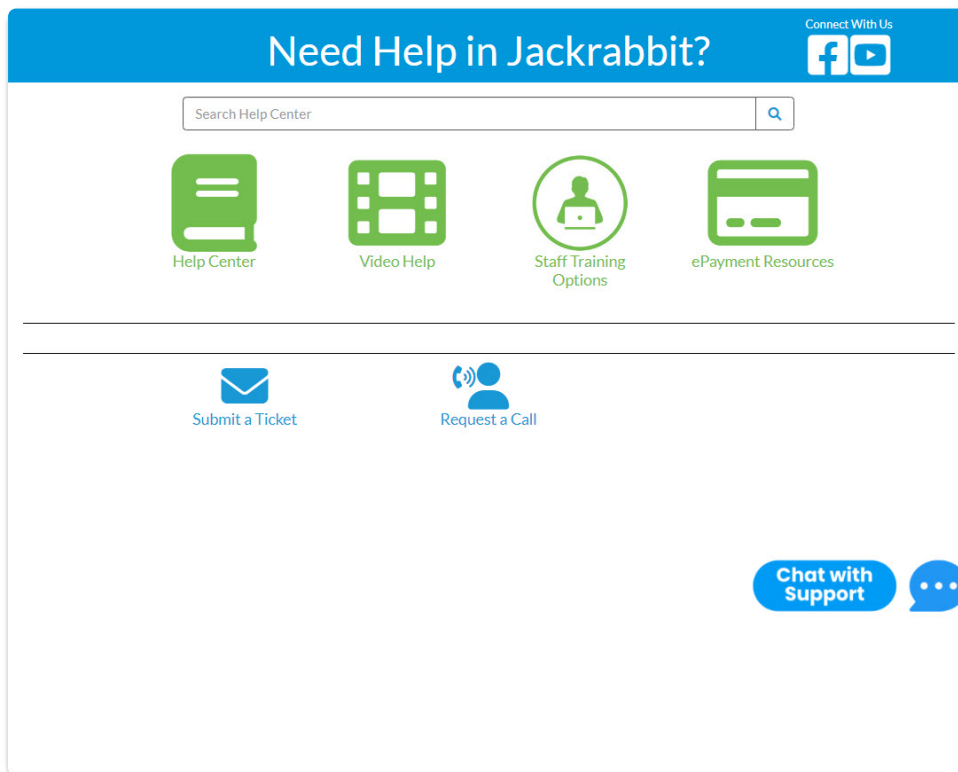 Connect With Us
Need Help in Jackrabbit?
Search Help Center
Help Center
Video Help
Staff Training
Options
ePayment Resources
Submit a Ticket
Request a Call
Chat with
Support